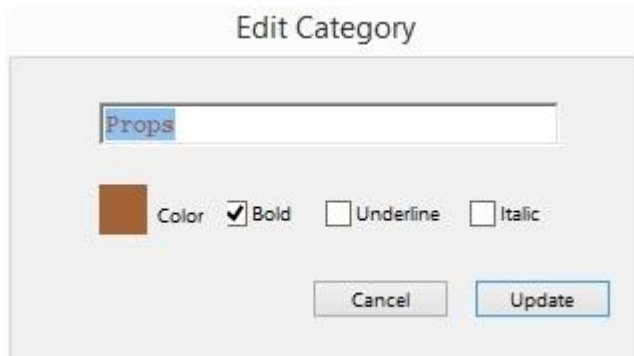 Edit Category
Props
Color Bold Underline Italic
Cancel Update